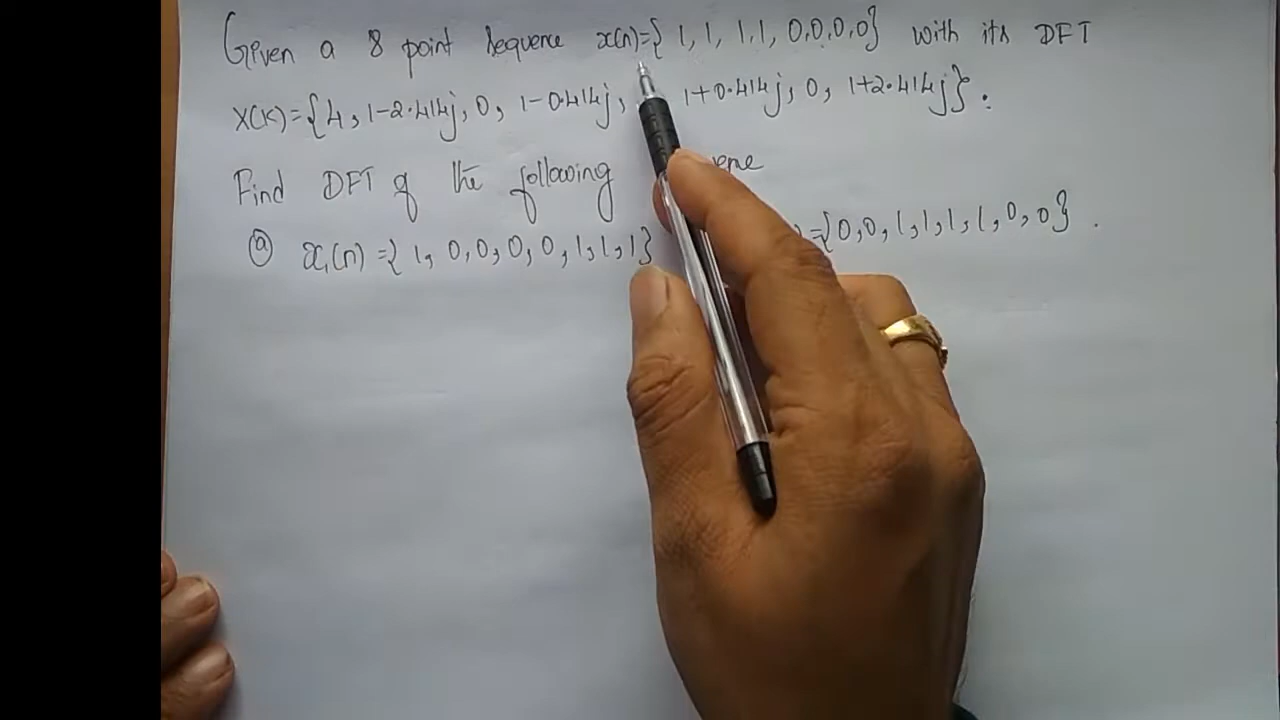 Given a 8 point sequence x(n)={ 1, 1, 1, 1, 0, 0, 0, 0} with its DFT
X(K)={4, 1-2.414j, 0, 1-0.414j, 1+0.414j, 0, 1+2.414j}.
Find DFT of the following
ⓐ x₁(n) ={ 1, 0, 0, 0, 0, 1, 1, 1} )={0, 0, 1, 1, 1, 1, 0, 0} .